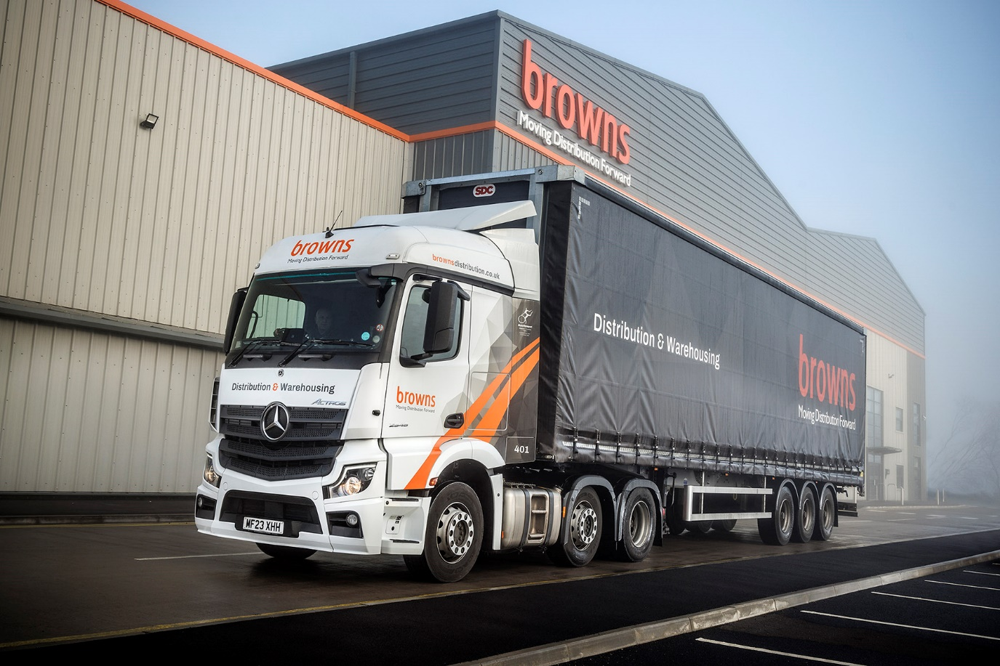 browns
Moving Distribution Forward
SDC
browns
Moving Distribution Forward
brownsdistribution.co.uk
Distribution & Warehousing
ACTROS
browns
Moving Distribution Forward
401
MF23 XHH
Distribution & Warehousing
browns
Moving Distribution Forward